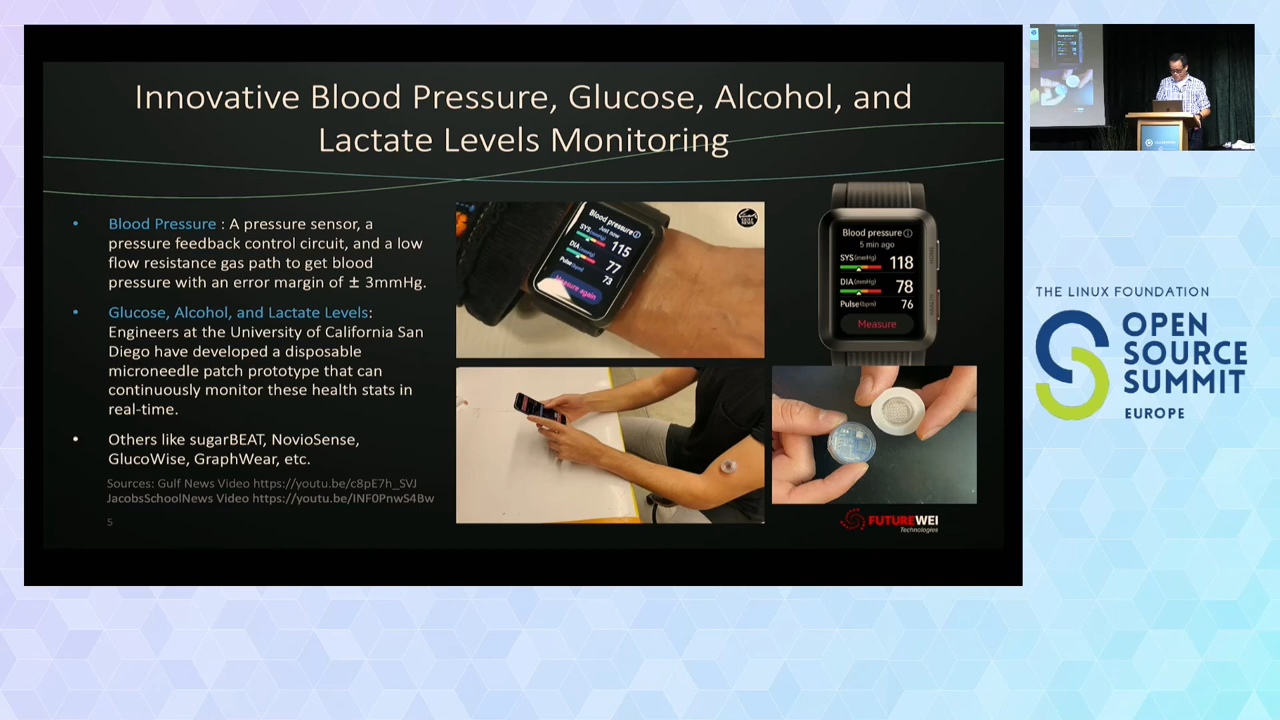 Innovative Blood Pressure, Glucose, Alcohol, and
Lactate Levels Monitoring
• Blood Pressure : A pressure sensor, a
pressure feedback control circuit, and a low
flow resistance gas path to get blood
pressure with an error margin of ± 3mmHg.
• Glucose, Alcohol, and Lactate Levels:
Engineers at the University of California San
Diego have developed a disposable
microneedle patch prototype that can
continuously monitor these health stats in
real-time.
• Others like sugarBEAT, NovioSense,
GlucoWise, GraphWear, etc.
Sources: Gulf News Video https://youtu.be/c8pE7h_SVJ
JacobsSchoolNews Video https://youtu.be/INF0PnwS4Bw
5
Blood pressure
Just now
SYS(mmHg) 115
DIA(mmHg) 77
Pulse(bpm) 73
Measure again
Blood pressure
5 min ago
SYS(mmHg) 118
DIA(mmHg) 78
Pulse(bpm) 76
Measure
FUTUREWEI
Technologies
THE LINUX FOUNDATION
OPEN
SOURCE
SUMMIT
EUROPE